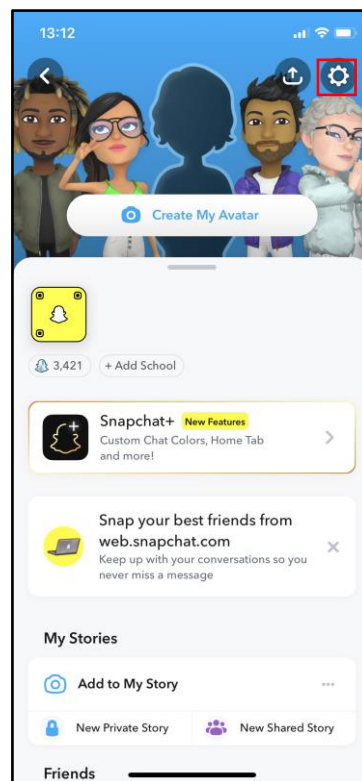 13:12
Create My Avatar
3,421
+ Add School
Snapchat+ New Features
Custom Chat Colors, Home Tab
and more!
Snap your best friends from
web.snapchat.com
Keep up with your conversations so you
never miss a message
My Stories
Add to My Story
New Private Story
New Shared Story
Friends